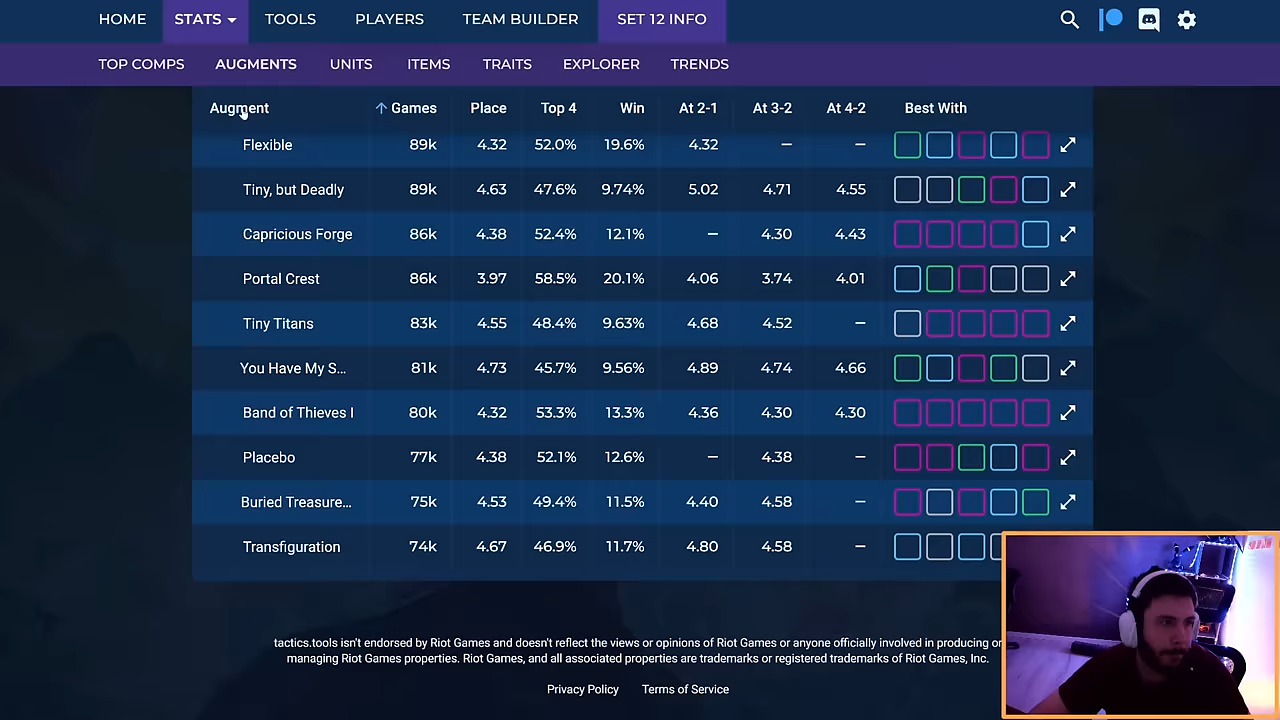 HOME STATS TOOLS PLAYERS TEAM BUILDER SET 12 INFO
TOP COMPS AUGMENTS UNITS ITEMS TRAITS EXPLORER TRENDS
Augment Games Place Top 4 Win At 2-1 At 3-2 At 4-2 Best With
Flexible 89k 4.32 52.0% 19.6% 4.32 – –
Tiny, but Deadly 89k 4.63 47.6% 9.74% 5.02 4.71 4.55
Capricious Forge 86k 4.38 52.4% 12.1% – 4.30 4.43
Portal Crest 86k 3.97 58.5% 20.1% 4.06 3.74 4.01
Tiny Titans 83k 4.55 48.4% 9.63% 4.68 4.52 –
You Have My S... 81k 4.73 45.7% 9.56% 4.89 4.74 4.66
Band of Thieves I 80k 4.32 53.3% 13.3% 4.36 4.30 4.30
Placebo 77k 4.38 52.1% 12.6% – 4.38 –
Buried Treasure... 75k 4.53 49.4% 11.5% 4.40 4.58 –
Transfiguration 74k 4.67 46.9% 11.7% 4.80 4.58 –
tactics.tools isn't endorsed by Riot Games and doesn't reflect the views or opinions of Riot Games or anyone officially involved in producing or
managing Riot Games properties. Riot Games, and all associated properties are trademarks or registered trademarks of Riot Games, Inc.
Privacy Policy Terms of Service